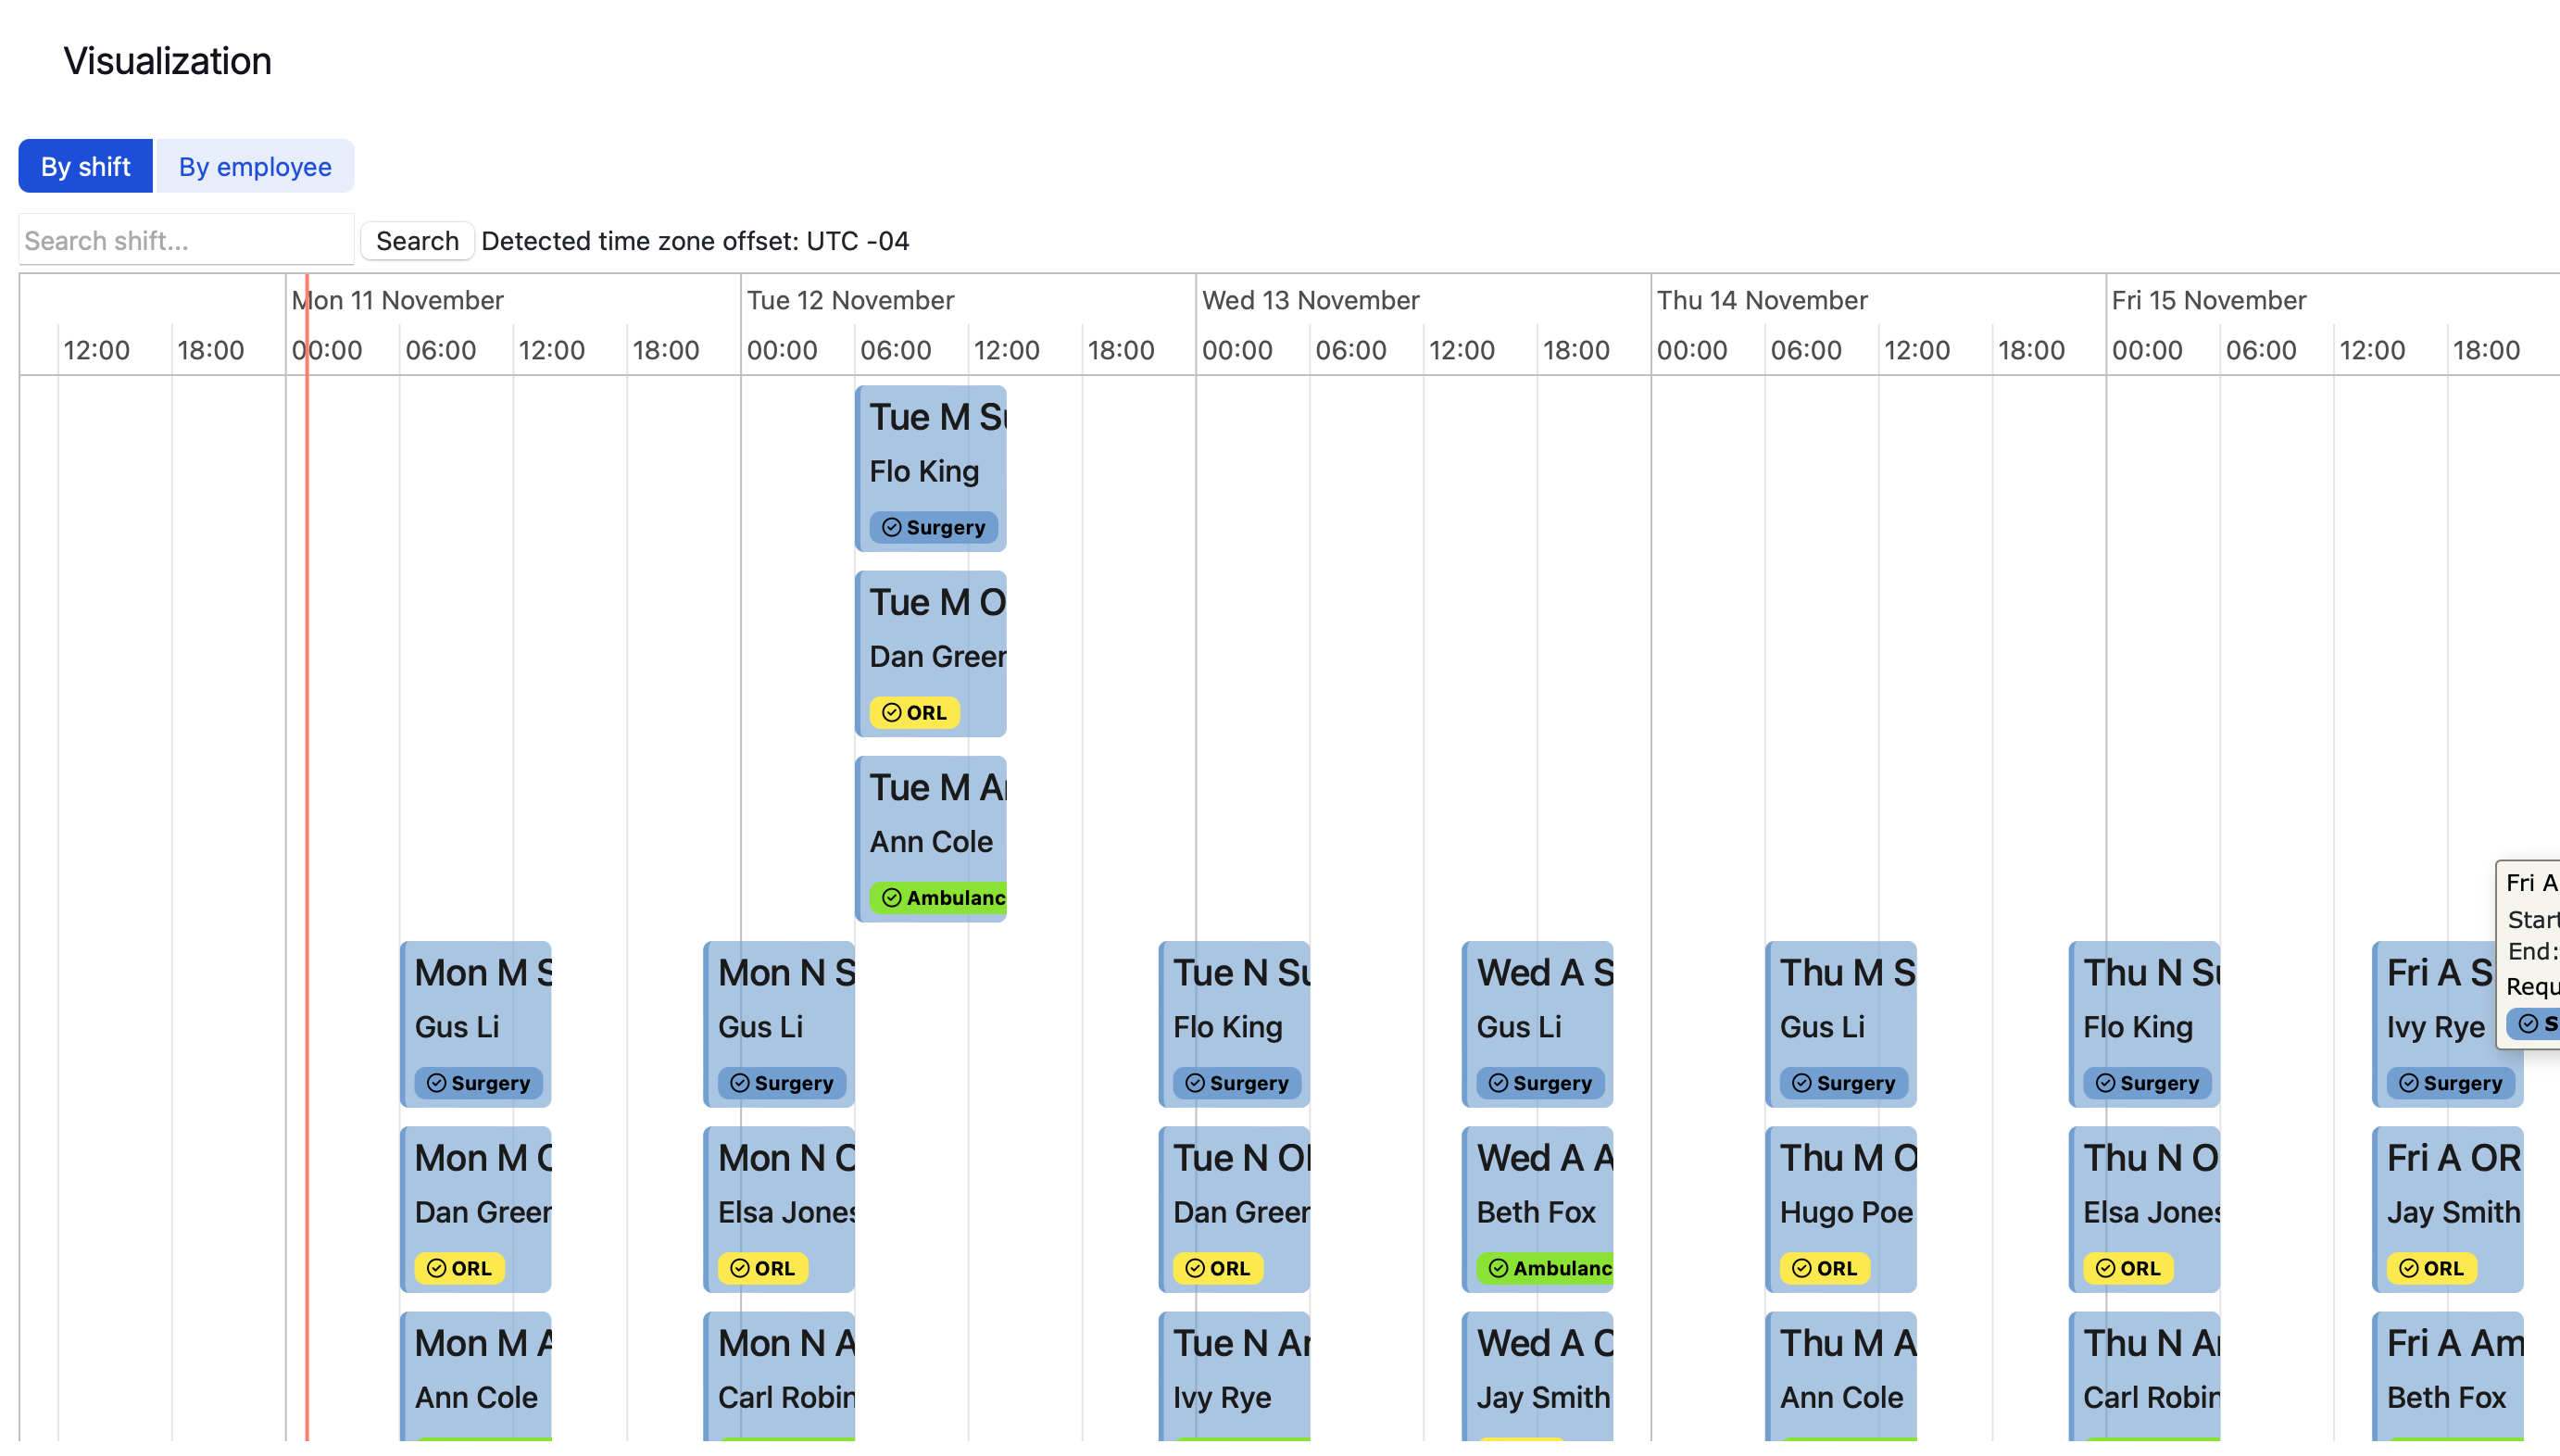 Visualization
By shift By employee
Search shift... Search Detected time zone offset: UTC -04
Mon 11 November Tue 12 November Wed 13 November Thu 14 November Fri 15 November
12:00 18:00 00:00 06:00 12:00 18:00 00:00 06:00 12:00 18:00 00:00 06:00 12:00 18:00 00:00 06:00 12:00 18:00 00:00 06:00 12:00 18:00
Tue M Su
Flo King
Surgery
Tue M O
Dan Green
ORL
Tue M A
Ann Cole
Ambulanc
Mon M S
Gus Li
Surgery
Mon N S
Gus Li
Surgery
Tue N Su
Flo King
Surgery
Wed A S
Gus Li
Surgery
Thu M S
Gus Li
Surgery
Thu N Su
Flo King
Surgery
Fri A S
Ivy Rye
Surgery
Fri A
Start
End:
Requ
S
Mon M O
Dan Green
ORL
Mon N O
Elsa Jones
ORL
Tue N O
Dan Green
ORL
Wed A A
Beth Fox
Ambulanc
Thu M O
Hugo Poe
ORL
Thu N O
Elsa Jones
ORL
Fri A OR
Jay Smith
ORL
Mon M A
Ann Cole
Mon N A
Carl Robin
Tue N A
Ivy Rye
Wed A O
Jay Smith
Thu M A
Ann Cole
Thu N A
Carl Robin
Fri A Am
Beth Fox